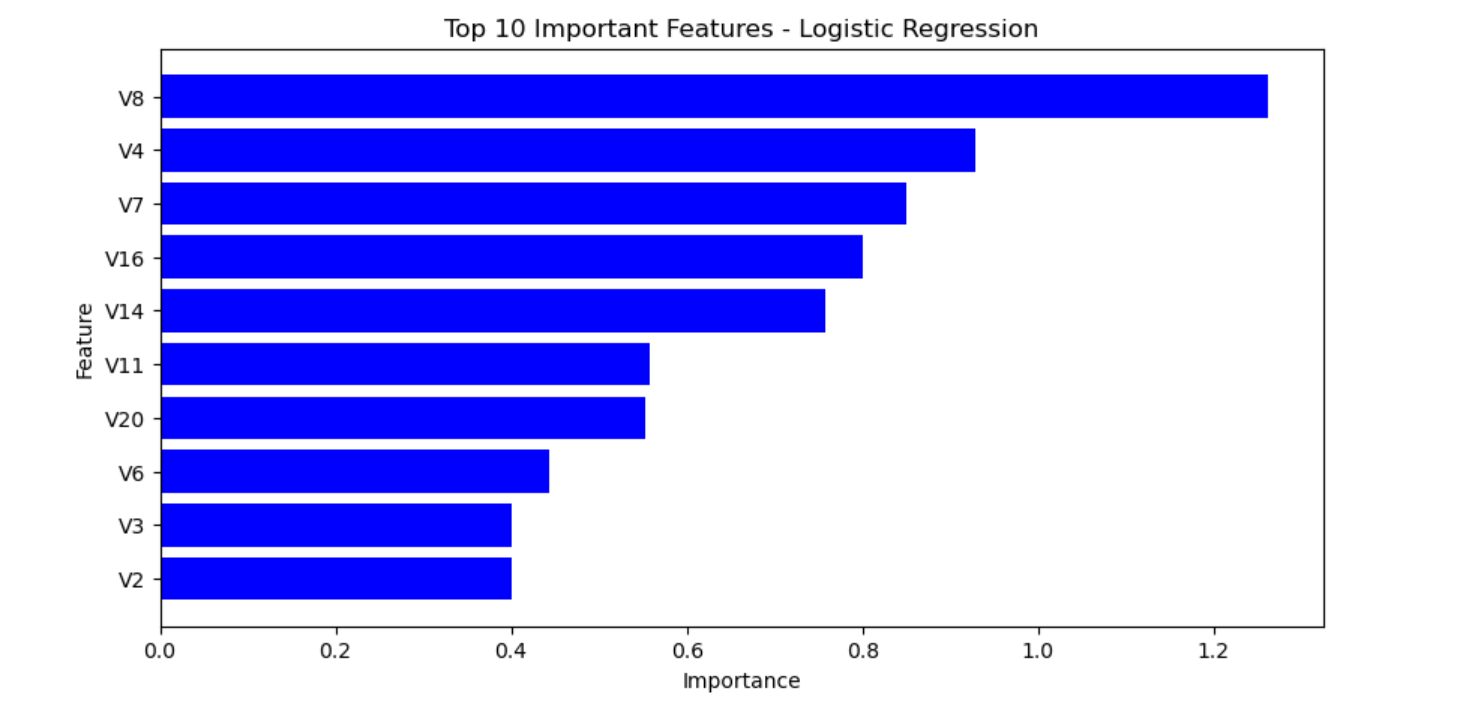 Top 10 Important Features - Logistic Regression
V8
V4
V7
V16
V14
V11
V20
V6
V3
V2
Feature
0.0 0.2 0.4 0.6 0.8 1.0 1.2
Importance